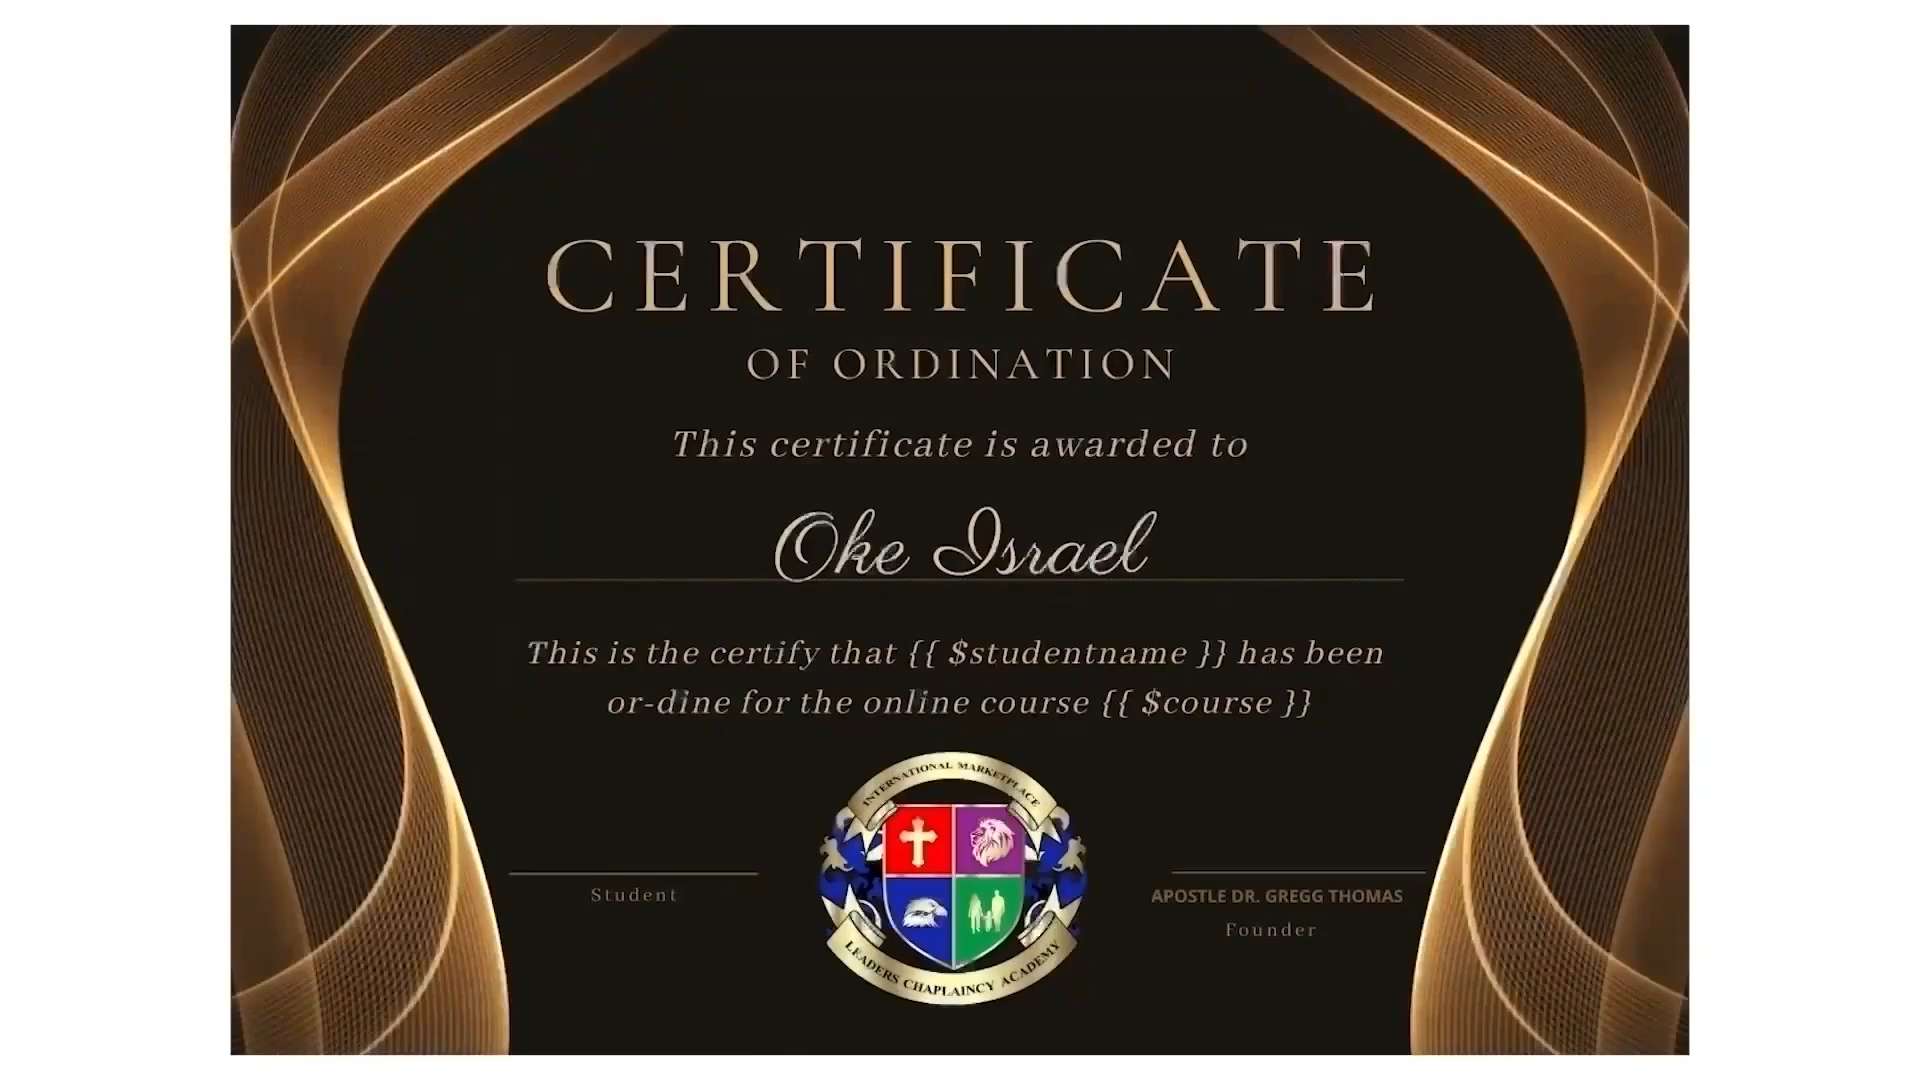 CERTIFICATE
OF ORDINATION
This certificate is awarded to
Oke Israel
This is the certify that {{ $studentname }} has been
or-dine for the online course {{ $course }}
INTERNATIONAL MARKETPLACE
LEADERS CHAPLAINCY ACADEMY
Student
APOSTLE DR. GREGG THOMAS
Founder